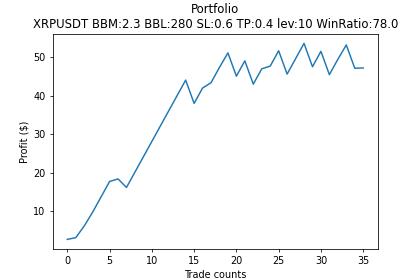 Portfolio
XRPUSDT BBM:2.3 BBL:280 SL:0.6 TP:0.4 lev:10 WinRatio:78.0
50
40
30
20
10
Profit ($)
0 5 10 15 20 25 30 35
Trade counts